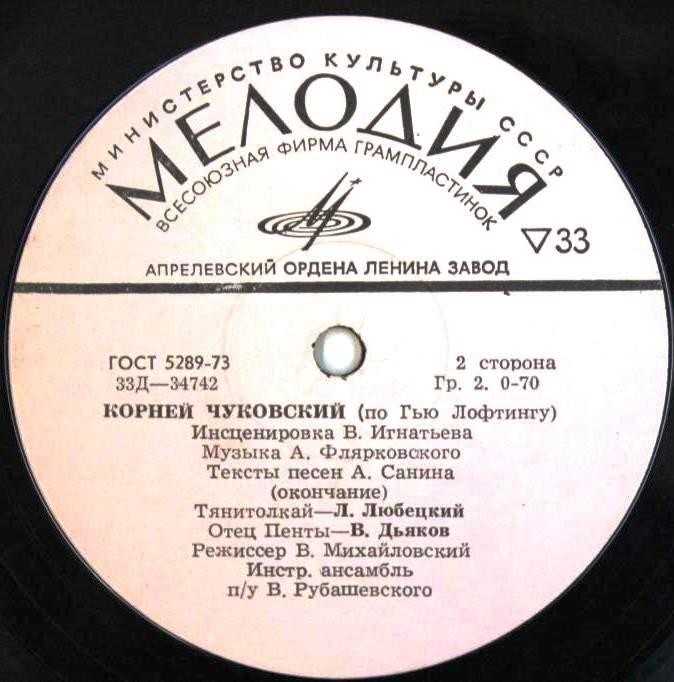 МИНИСТЕРСТВО КУЛЬТУРЫ СССР
МЕЛОДИЯ
ВСЕСОЮЗНАЯ ФИРМА ГРАМПЛАСТИНОК
▽33
АПРЕЛЕВСКИЙ ОРДЕНА ЛЕНИНА ЗАВОД
ГОСТ 5289-73 2 сторона
33Д—34742 Гр. 2. 0-70
КОРНЕЙ ЧУКОВСКИЙ (по Гью Лофтингу)
Инсценировка В. Игнатьева
Музыка А. Флярковского
Тексты песен А. Санина
(окончание)
Тянитолкай—Л. Любецкий
Отец Пенты—В. Дьяков
Режиссер В. Михайловский
Инстр. ансамбль
п/у В. Рубашевского